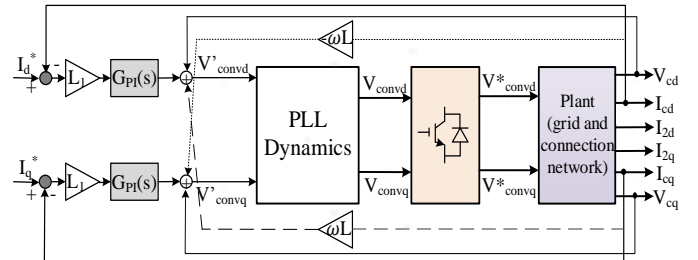 -ωL
I_d^*
-
+
L_1
G_PI(s)
V'_convd
PLL
Dynamics
V_convd
V*_convd
Plant
(grid and
connection
network)
V_cd
I_cd
I_2d
I_2q
I_cq
V_cq
I_q^*
-
+
L_1
G_PI(s)
V'_convq
V_convq
V*_convq
ωL